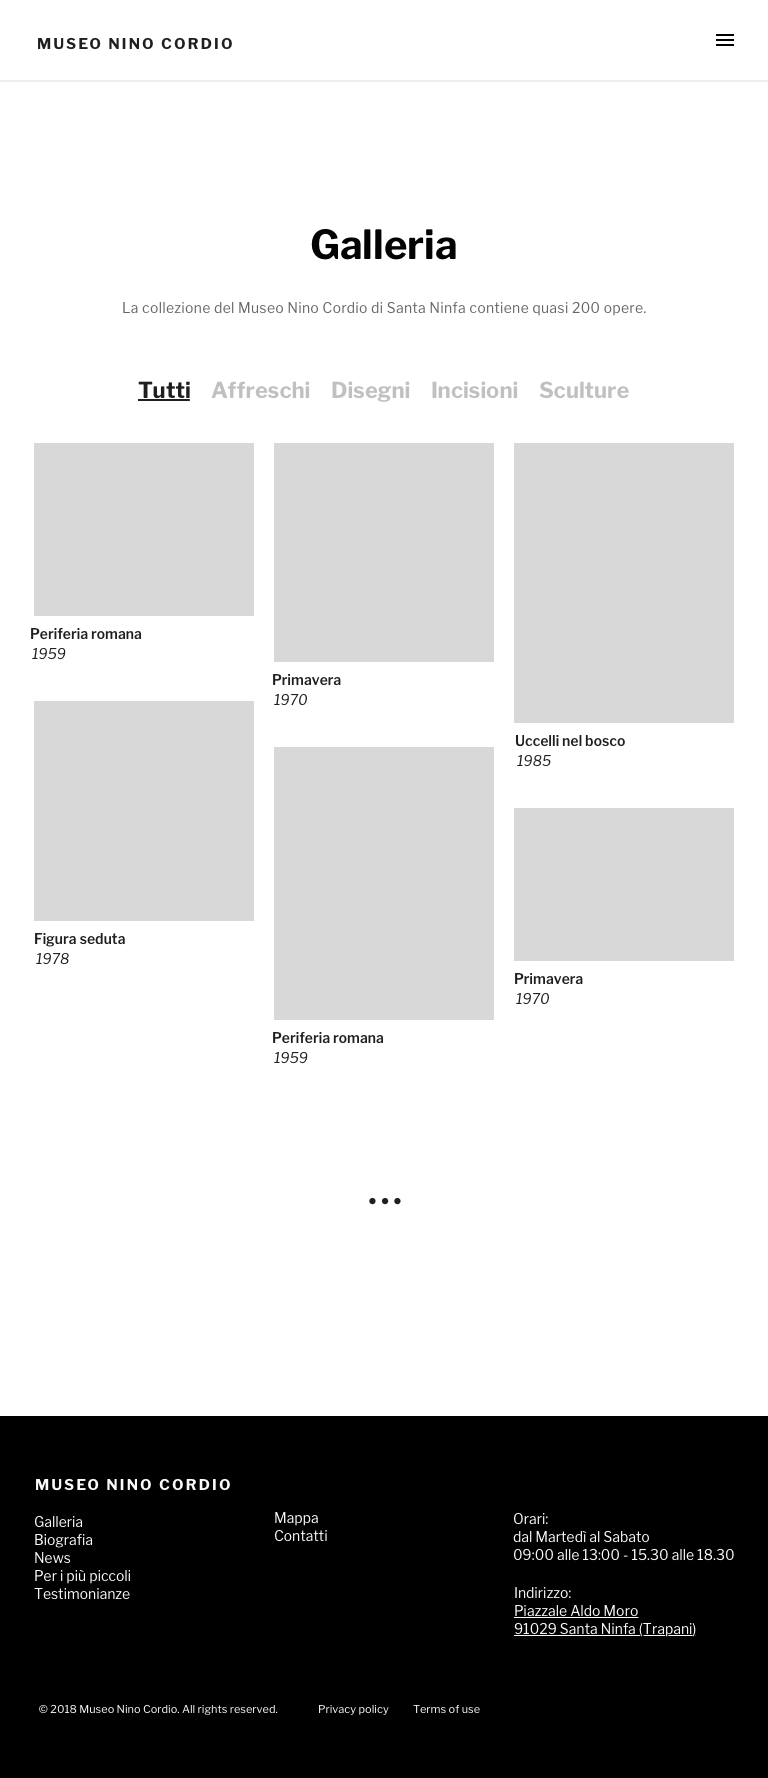 MUSEO NINO CORDIO
Galleria
La collezione del Museo Nino Cordio di Santa Ninfa contiene quasi 200 opere.
Tutti Affreschi Disegni Incisioni Sculture
Periferia romana
1959
Primavera
1970
Uccelli nel bosco
1985
Figura seduta
1978
Primavera
1970
Periferia romana
1959
MUSEO NINO CORDIO
Galleria
Biografia
News
Per i più piccoli
Testimonianze
Mappa
Contatti
Orari:
dal Martedì al Sabato
09:00 alle 13:00 - 15.30 alle 18.30
Indirizzo:
Piazzale Aldo Moro
91029 Santa Ninfa (Trapani)
© 2018 Museo Nino Cordio. All rights reserved. Privacy policy Terms of use